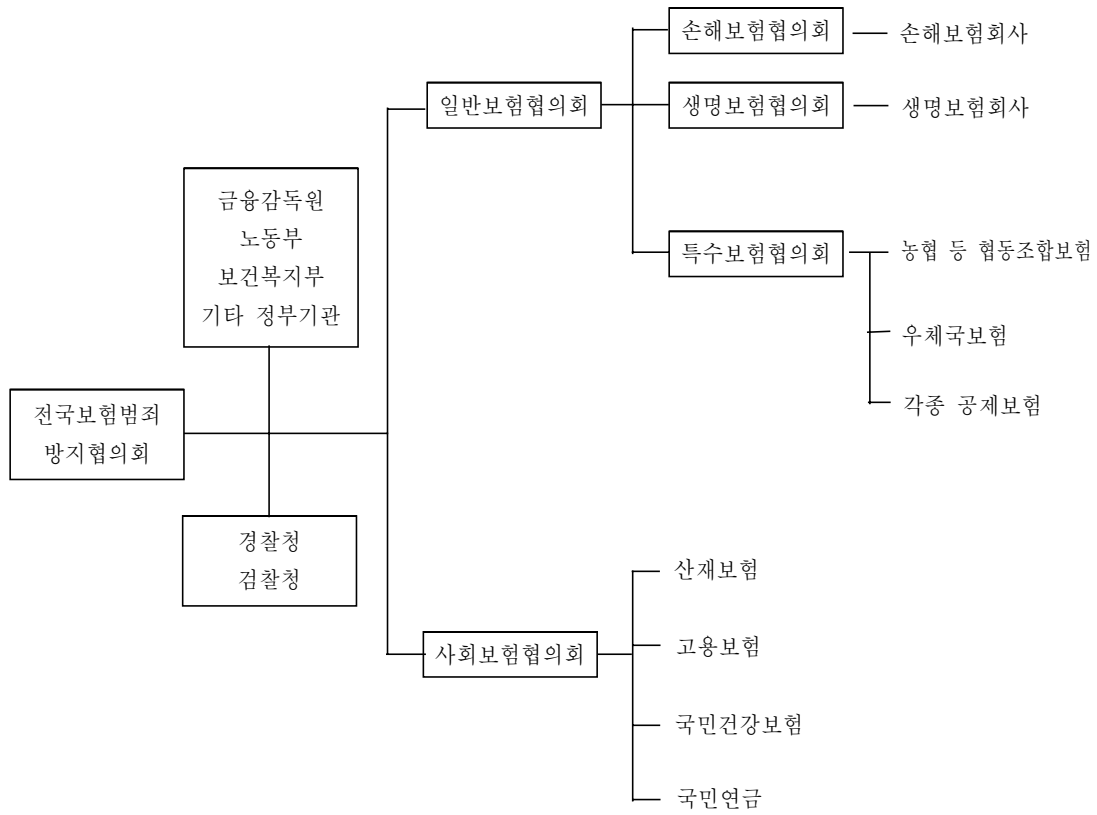 손해보험협의회
손해보험회사
일반보험협의회
생명보험협의회
생명보험회사
금융감독원
노동부
보건복지부
기타 정부기관
특수보험협의회
농협 등 협동조합보험
우체국보험
각종 공제보험
전국보험범죄
방지협의회
경찰청
검찰청
사회보험협의회
산재보험
고용보험
국민건강보험
국민연금